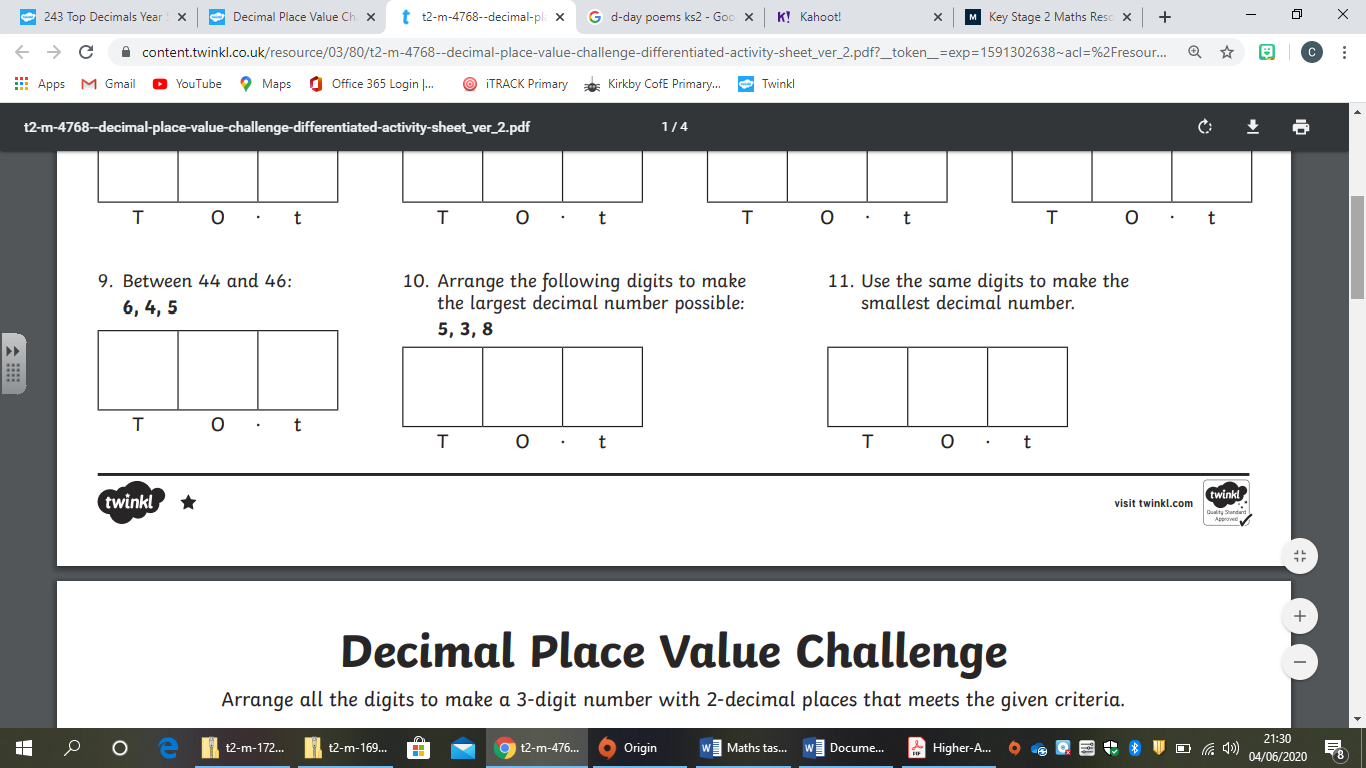 243 Top Decimals Year
Decimal Place Value Ch
t2-m-4768--decimal-pla
d-day poems ks2 - Goo
Kahoot!
Key Stage 2 Maths Reso
content.twinkl.co.uk/resource/03/80/t2-m-4768--decimal-place-value-challenge-differentiated-activity-sheet_ver_2.pdf?__token__=exp=1591302638~acl=%2Fresour...
C
Apps
Gmail
YouTube
Maps
Office 365 Login |...
iTRACK Primary
Kirkby CofE Primary...
Twinkl
t2-m-4768--decimal-place-value-challenge-differentiated-activity-sheet_ver_2.pdf
1 / 4
T O · t
T O · t
T O · t
T O · t
9. Between 44 and 46:
6, 4, 5
T O · t
10. Arrange the following digits to make
the largest decimal number possible:
5, 3, 8
T O · t
11. Use the same digits to make the
smallest decimal number.
T O · t
twinkl
visit twinkl.com
twinkl
Quality Standard
Approved
Decimal Place Value Challenge
Arrange all the digits to make a 3-digit number with 2-decimal places that meets the given criteria.
t2-m-172...
t2-m-169...
t2-m-476...
Origin
Maths tas...
Docume...
Higher-A...
21:30
04/06/2020
8